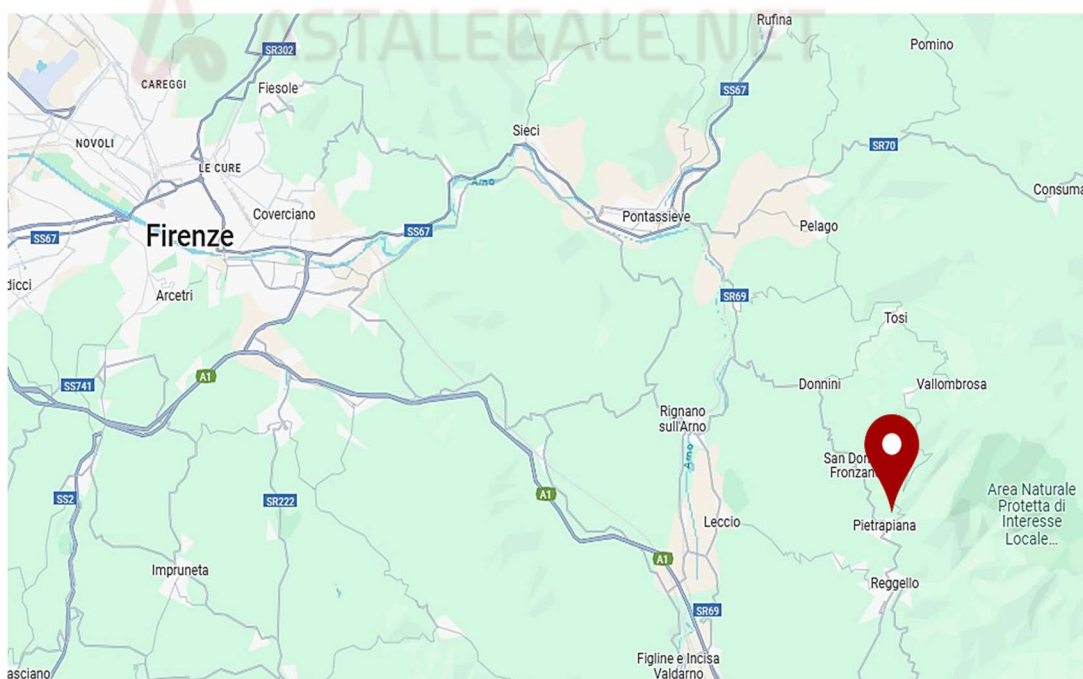 ASTALEGALE.NET
Rufina
SR302
Pomino
CAREGGI
Fiesole
SS67
Sieci
NOVOLI
SR70
LE CURE
Arno
Consuma
Coverciano
Pontassieve
SS67
Firenze
SS67
Pelago
dicci
Arcetri
SR69
Tosi
A1
SS741
Donnini
Vallombrosa
Rignano
sull'Arno
Arno
San Don
Fronzan
SS2
SR222
A1
Area Naturale
Protetta di
Interesse
Locale...
Leccio
Pietrapiana
A1
Impruneta
Reggello
SR69
Figline e Incisa
Valdarno
asciano